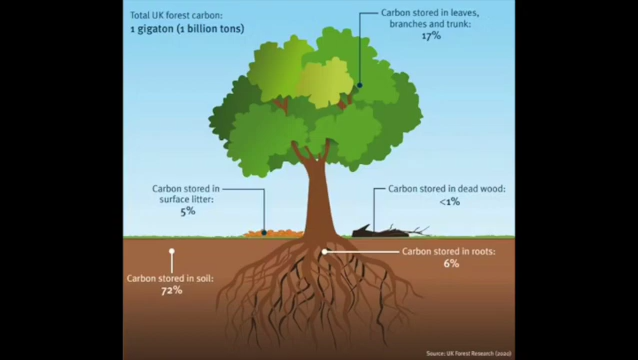 Total UK forest carbon:
1 gigaton (1 billion tons)
Carbon stored in leaves,
branches and trunk:
17%
Carbon stored in
surface litter:
5%
Carbon stored in dead wood:
<1%
Carbon stored in roots:
6%
Carbon stored in soil:
72%
Source: UK Forest Research (2020)